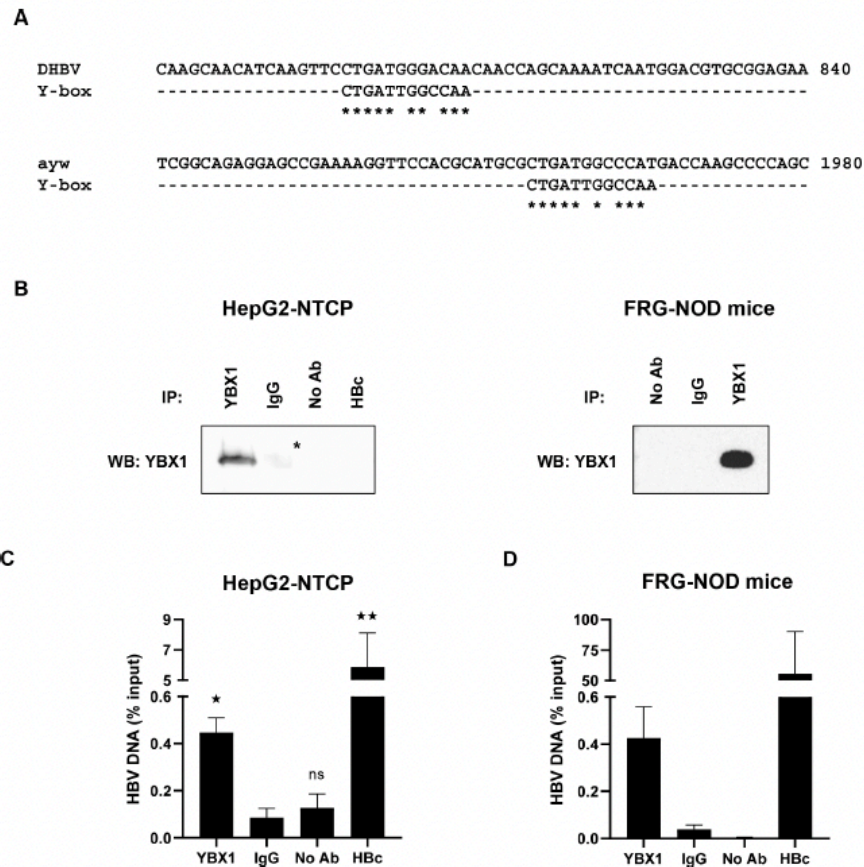 A
DHBV CAAGCAACATCAAGTTCCTGATGGGACAACAACCAGCAAAATCAATGGACGTGCGGAGAA 840
Y-box -----------------CTGATTGGCCAA-------------------------------
***** ** ***
ayw TCGGCAGAGGAGCCGAAAAGGTTCCACGCATGCGCTGATGGCCCATGACCAAGCCCCAGC 1980
Y-box ----------------------------------CTGATTGGCCAA--------------
***** * ***
B
HepG2-NTCP
IP: YBX1 IgG No Ab HBc
WB: YBX1 *
FRG-NOD mice
IP: No Ab IgG YBX1
WB: YBX1
C
HepG2-NTCP
HBV DNA (% input)
9
7
5
0.6
0.4
0.2
0.0
★
ns
★★
YBX1 IgG No Ab HBc
D
FRG-NOD mice
HBV DNA (% input)
100
75
50
0.6
0.4
0.2
0.0
YBX1 IgG No Ab HBc